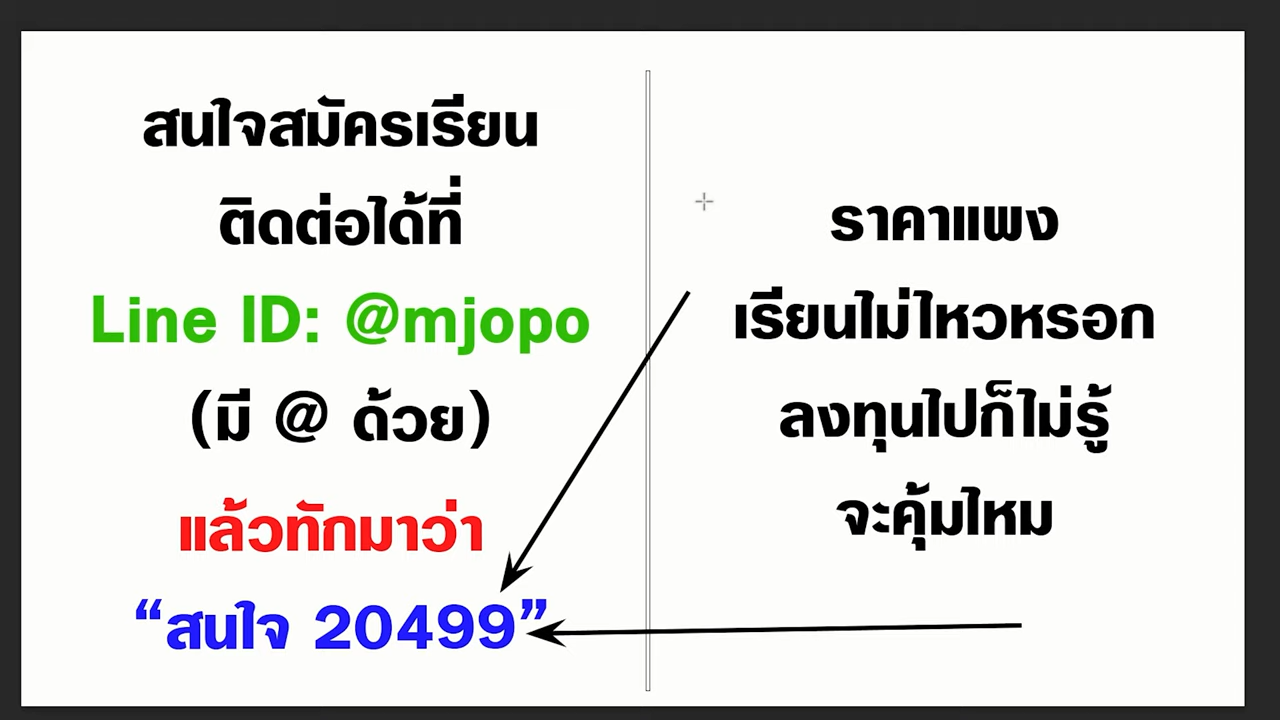 สนใจสมัครเรียน
ติดต่อได้ที่
Line ID: @mjopo
(มี @ ด้วย)
แล้วทักมาว่า
“สนใจ 20499”
ราคาแพง
เรียนไม่ไหวหรอก
ลงทุนไปก็ไม่รู้
จะคุ้มไหม